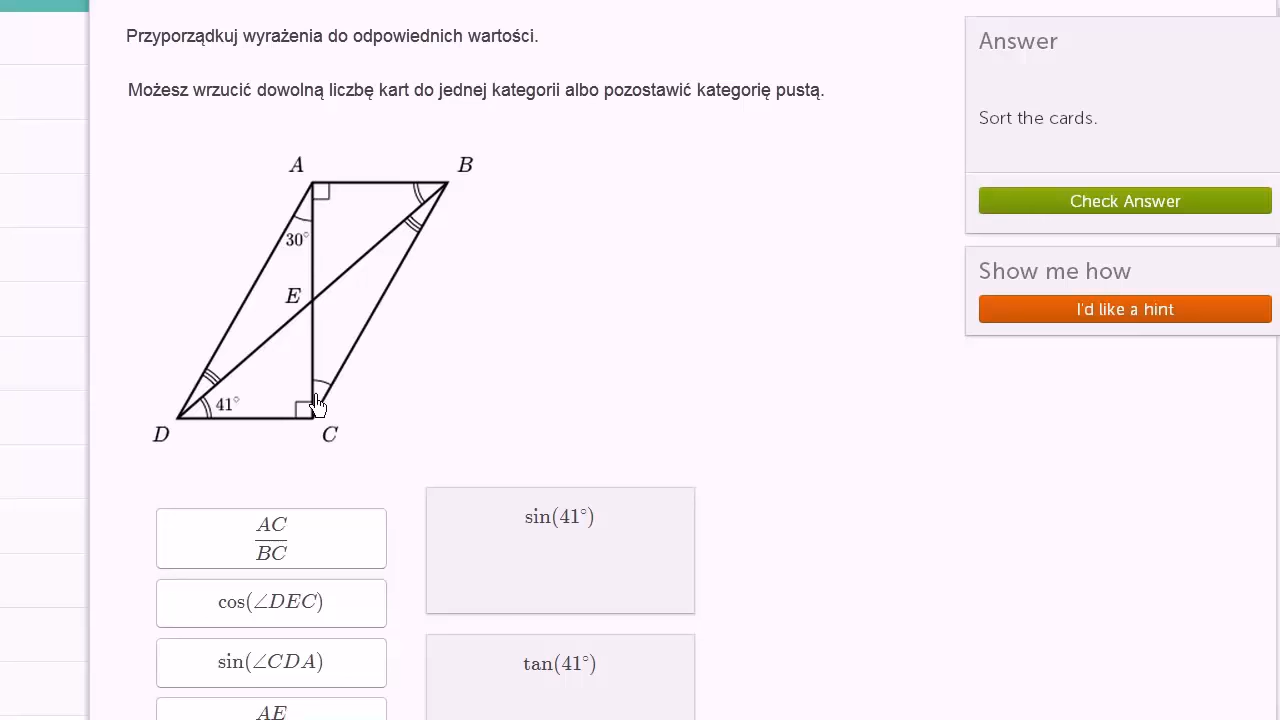 Przyporządkuj wyrażenia do odpowiednich wartości.
Możesz wrzucić dowolną liczbę kart do jednej kategorii albo pozostawić kategorię pustą.
A
B
30°
E
41°
D
C
AC
BC
cos(∠DEC)
sin(∠CDA)
AE
sin(41°)
tan(41°)
Answer
Sort the cards.
Check Answer
Show me how
I'd like a hint